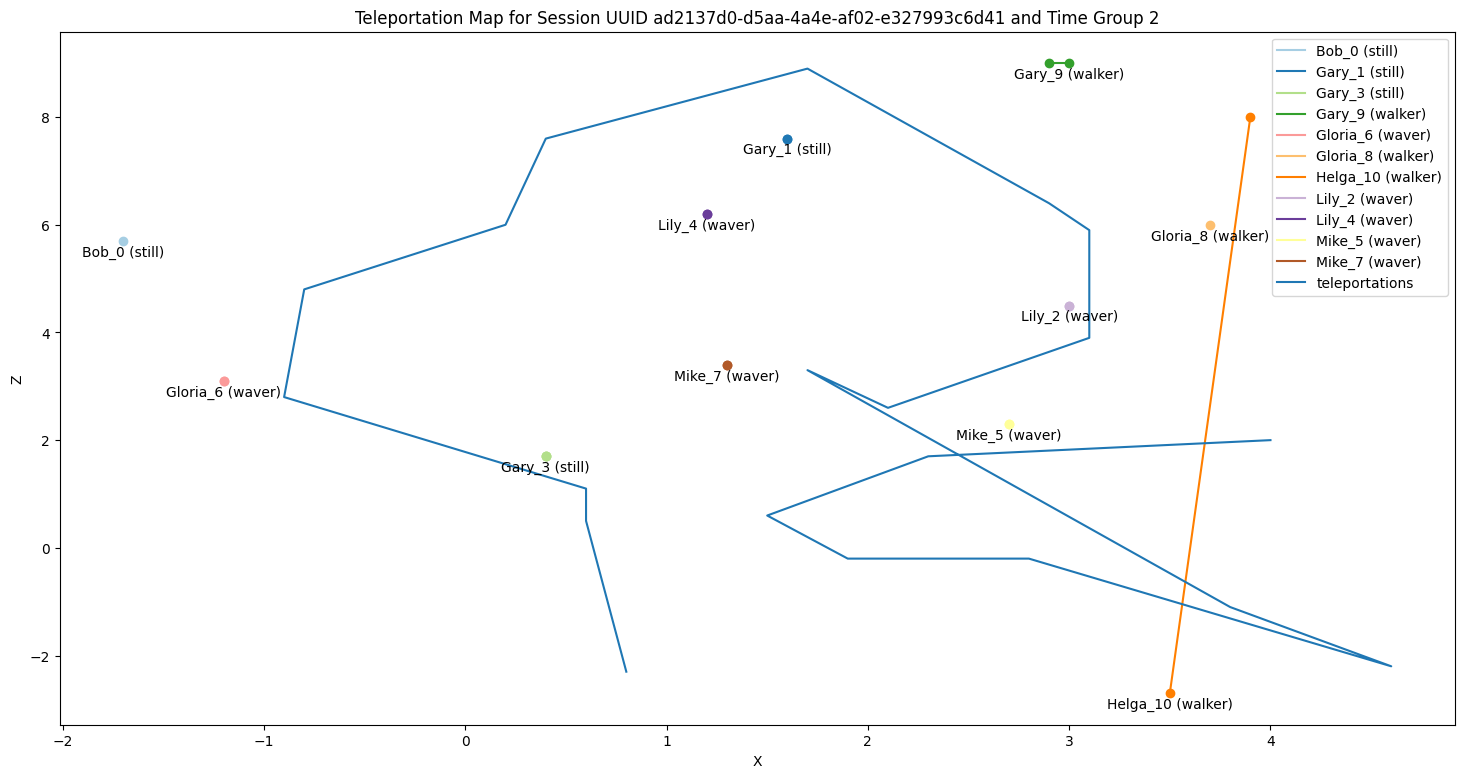 Teleportation Map for Session UUID ad2137d0-d5aa-4a4e-af02-e327993c6d41 and Time Group 2
Bob_0 (still)
Gary_1 (still)
Gary_3 (still)
Gary_9 (walker)
Gloria_6 (waver)
Gloria_8 (walker)
Helga_10 (walker)
Lily_2 (waver)
Lily_4 (waver)
Mike_5 (waver)
Mike_7 (waver)
teleportations
Gary_9 (walker)
Gary_1 (still)
Lily_4 (waver)
Gloria_8 (walker)
Bob_0 (still)
Lily_2 (waver)
Mike_7 (waver)
Gloria_6 (waver)
Mike_5 (waver)
Gary_3 (still)
Helga_10 (walker)
Z
8
6
4
2
0
−2
−2 −1 0 1 2 3 4
X